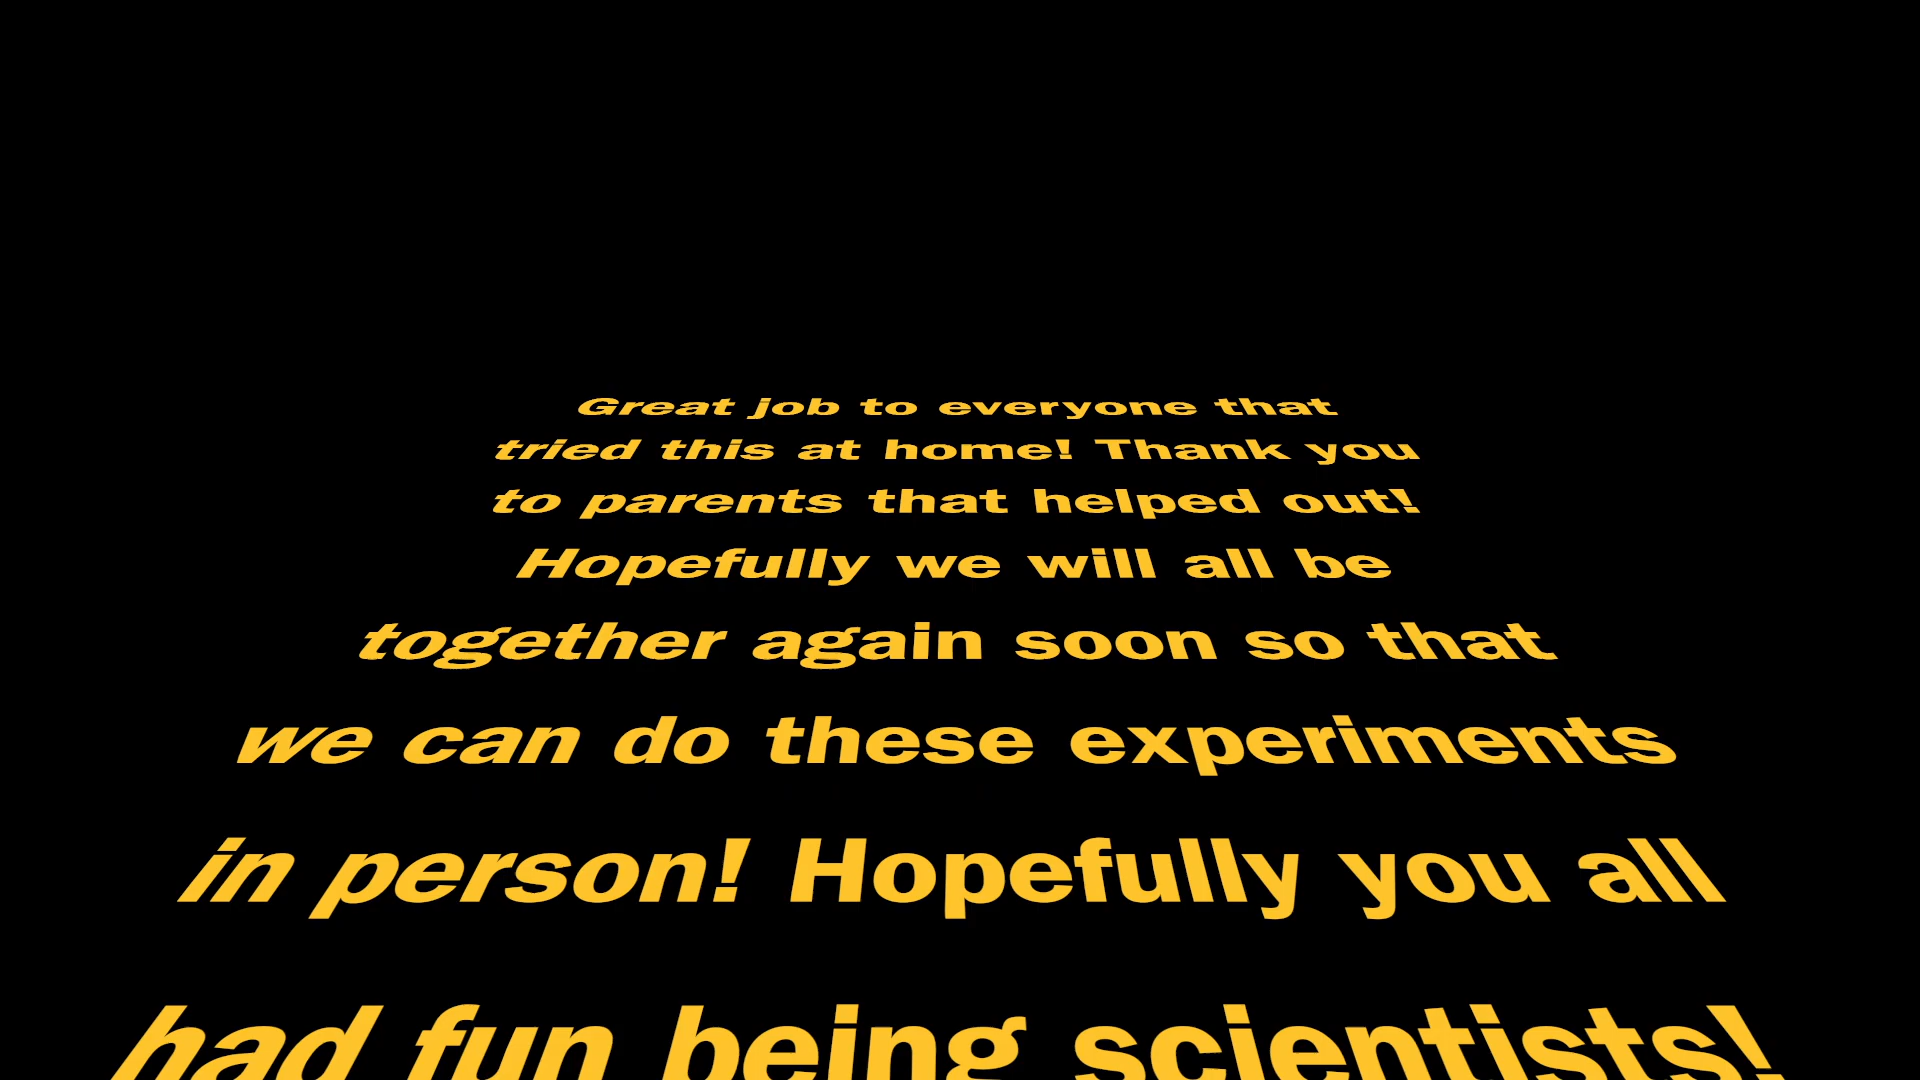 Great job to everyone that
tried this at home! Thank you
to parents that helped out!
Hopefully we will all be
together again soon so that
we can do these experiments
in person! Hopefully you all
had fun being scientists!